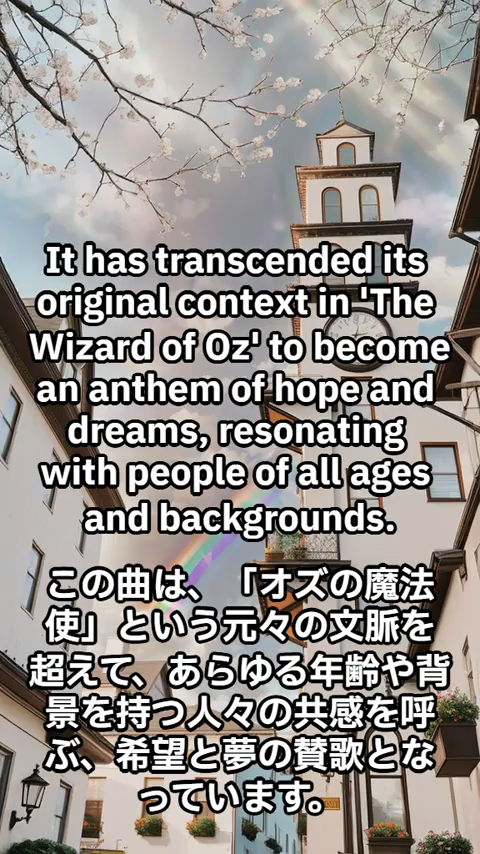 It has transcended its
original context in 'The
Wizard of Oz' to become
an anthem of hope and
dreams, resonating
with people of all ages
and backgrounds.
この曲は、「オズの魔法
使」という元々の文脈を
超えて、あらゆる年齢や背
景を持つ人々の共感を呼
ぶ、希望と夢の賛歌とな
っています。